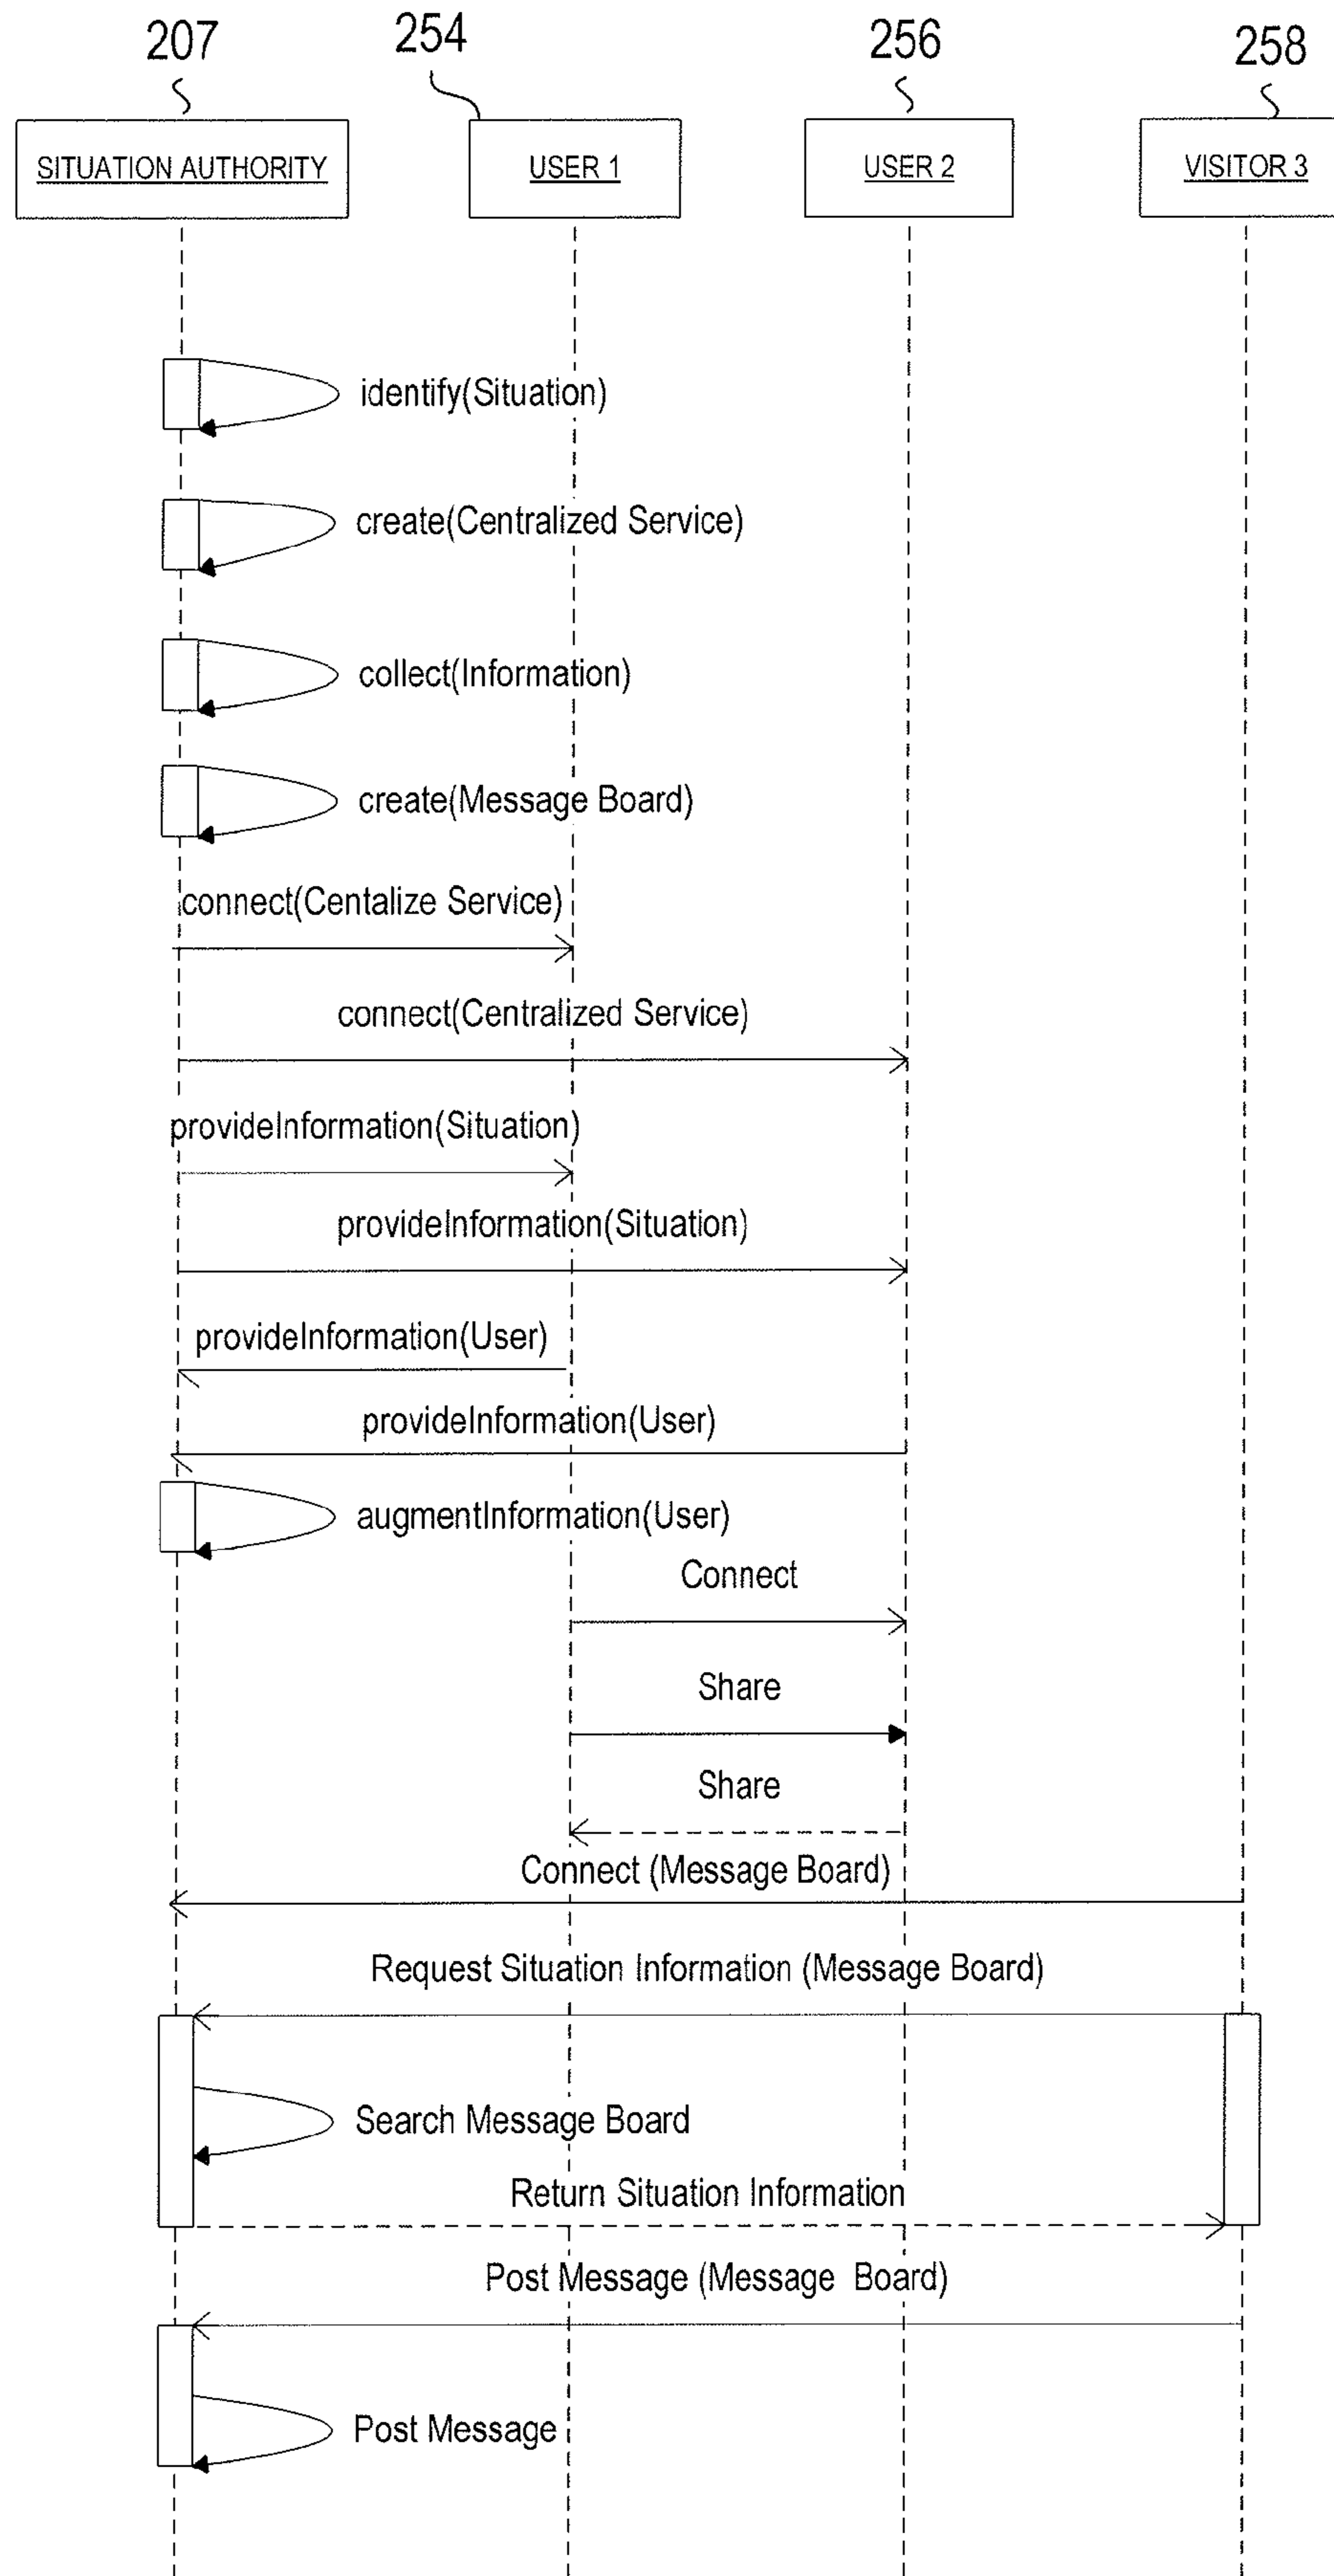 207
254
256
258
SITUATION AUTHORITY
USER 1
USER 2
VISITOR 3
identify(Situation)
create(Centralized Service)
collect(Information)
create(Message Board)
connect(Centalize Service)
connect(Centralized Service)
provideInformation(Situation)
provideInformation(Situation)
provideInformation(User)
provideInformation(User)
augmentInformation(User)
Connect
Share
Share
Connect (Message Board)
Request Situation Information (Message Board)
Search Message Board
Return Situation Information
Post Message (Message Board)
Post Message